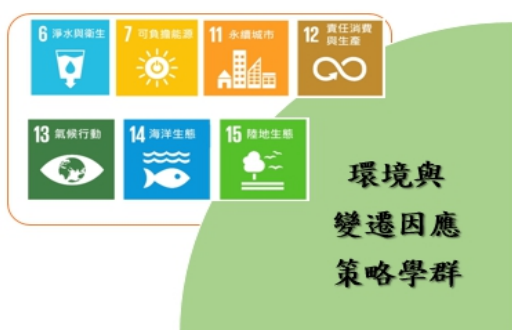 6 淨水與衛生
7 可負擔能源
11 永續城市
12 責任消費
與生產
13 氣候行動
14 海洋生態
15 陸地生態
環境與
變遷因應
策略學群